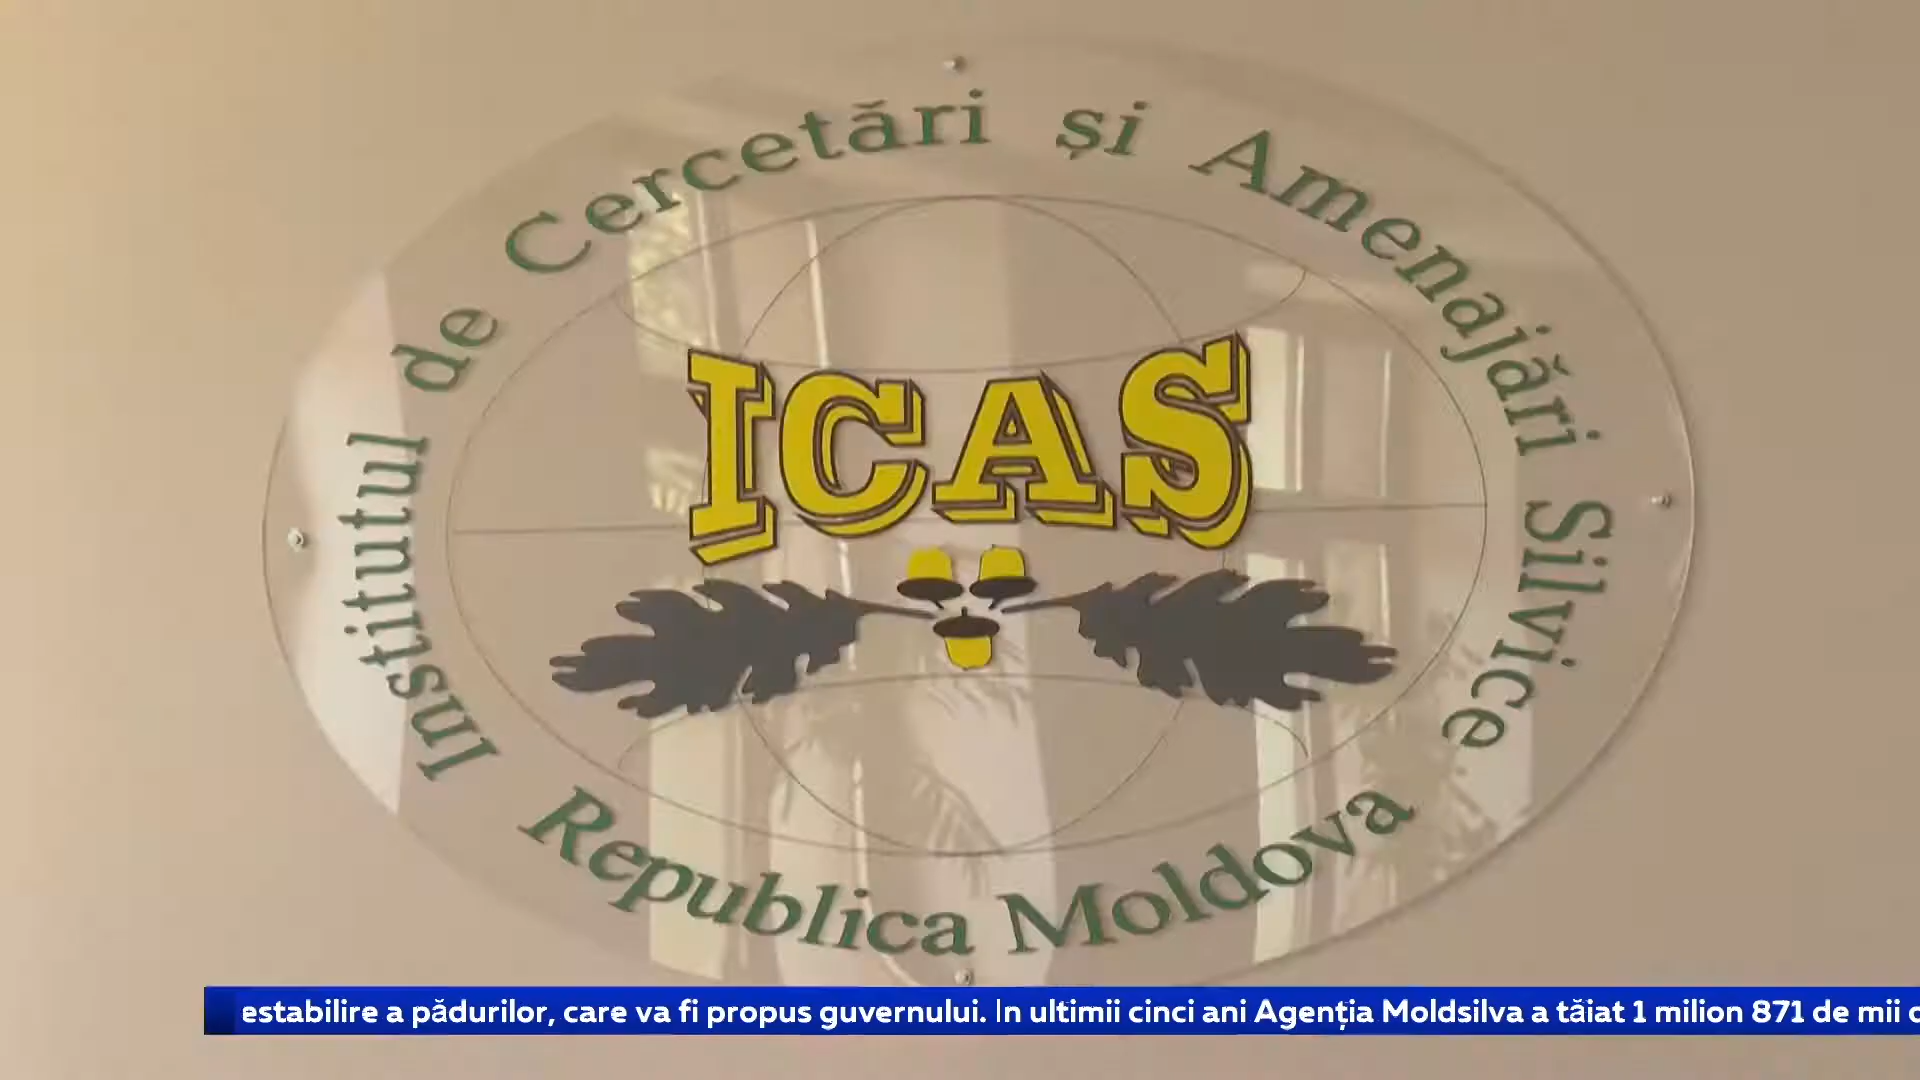 Institutul de Cercetări și Amenajări Silvice
ICAS
Republica Moldova
estabilire a pădurilor, care va fi propus guvernului. In ultimii cinci ani Agenția Moldsilva a tăiat 1 milion 871 de mii